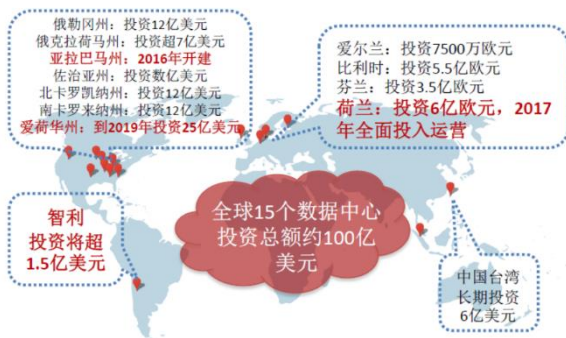 俄勒冈州：投资12亿美元
俄克拉荷马州：投资超7亿美元
亚拉巴马州：2016年开建
佐治亚州：投资数亿美元
北卡罗凯纳州：投资12亿美元
南卡罗来纳州：投资12亿美元
爱荷华州：到2019年投资25亿美元
爱尔兰：投资7500万欧元
比利时：投资5.5亿欧元
芬兰：投资3.5亿欧元
荷兰：投资6亿欧元，2017
年全面投入运营
智利
投资将超
1.5亿美元
全球15个数据中心
投资总额约100亿
美元
中国台湾
长期投资
6亿美元